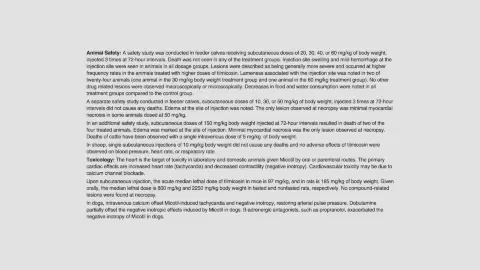 Animal Safety: A safety study was conducted in feeder calves receiving subcutaneous doses of 20, 30, 40, or 60 mg/kg of body weight,
injected 3 times at 72-hour intervals. Death was not seen in any of the treatment groups. Injection site swelling and mild hemorrhage at the
injection site were seen in animals in all dosage groups. Lesions were described as being generally more severe and occurred at higher
frequency rates in the animals treated with higher doses of tilmicosin. Lameness associated with the injection site was noted in two of
twenty-four animals (one animal in the 30 mg/kg body weight treatment group and one animal in the 60 mg/kg treatment group). No other
drug related lesions were observed macroscopically or microscopically. Decreases in food and water consumption were noted in all
treatment groups compared to the control group.
A separate safety study conducted in feeder calves, subcutaneous doses of 10, 30, or 50 mg/kg of body weight, injected 3 times at 72-hour
intervals did not cause any deaths. Edema at the site of injection was noted. The only lesion observed at necropsy was minimal myocardial
necrosis in some animals dosed at 50 mg/kg.
In an additional safety study, subcutaneous doses of 150 mg/kg body weight injected at 72-hour intervals resulted in death of two of the
four treated animals. Edema was marked at the site of injection. Minimal myocardial necrosis was the only lesion observed at necropsy.
Deaths of cattle have been observed with a single intravenous dose of 5 mg/kg. of body weight.
In sheep, single subcutaneous injections of 10 mg/kg body weight did not cause any deaths and no adverse effects of tilmicosin were
observed on blood pressure, heart rate, or respiratory rate.
Toxicology: The heart is the target of toxicity in laboratory and domestic animals given Micotil by oral or parenteral routes. The primary
cardiac effects are increased heart rate (tachycardia) and decreased contractility (negative inotropy). Cardiovascular toxicity may be due to
calcium channel blockade.
Upon subcutaneous injection, the acute median lethal dose of tilmicosin in mice is 97 mg/kg, and in rats is 185 mg/kg of body weight. Given
orally, the median lethal dose is 800 mg/kg and 2250 mg/kg body weight in fasted and nonfasted rats, respectively. No compound-related
lesions were found at necropsy.
In dogs, intravenous calcium offset Micotil-induced tachycardia and negative inotropy, restoring arterial pulse pressure. Dobutamine
partially offset the negative inotropic effects induced by Micotil in dogs. ß-adrenergic antagonists, such as propranolol, exacerbated the
negative inotropy of Micotil in dogs.